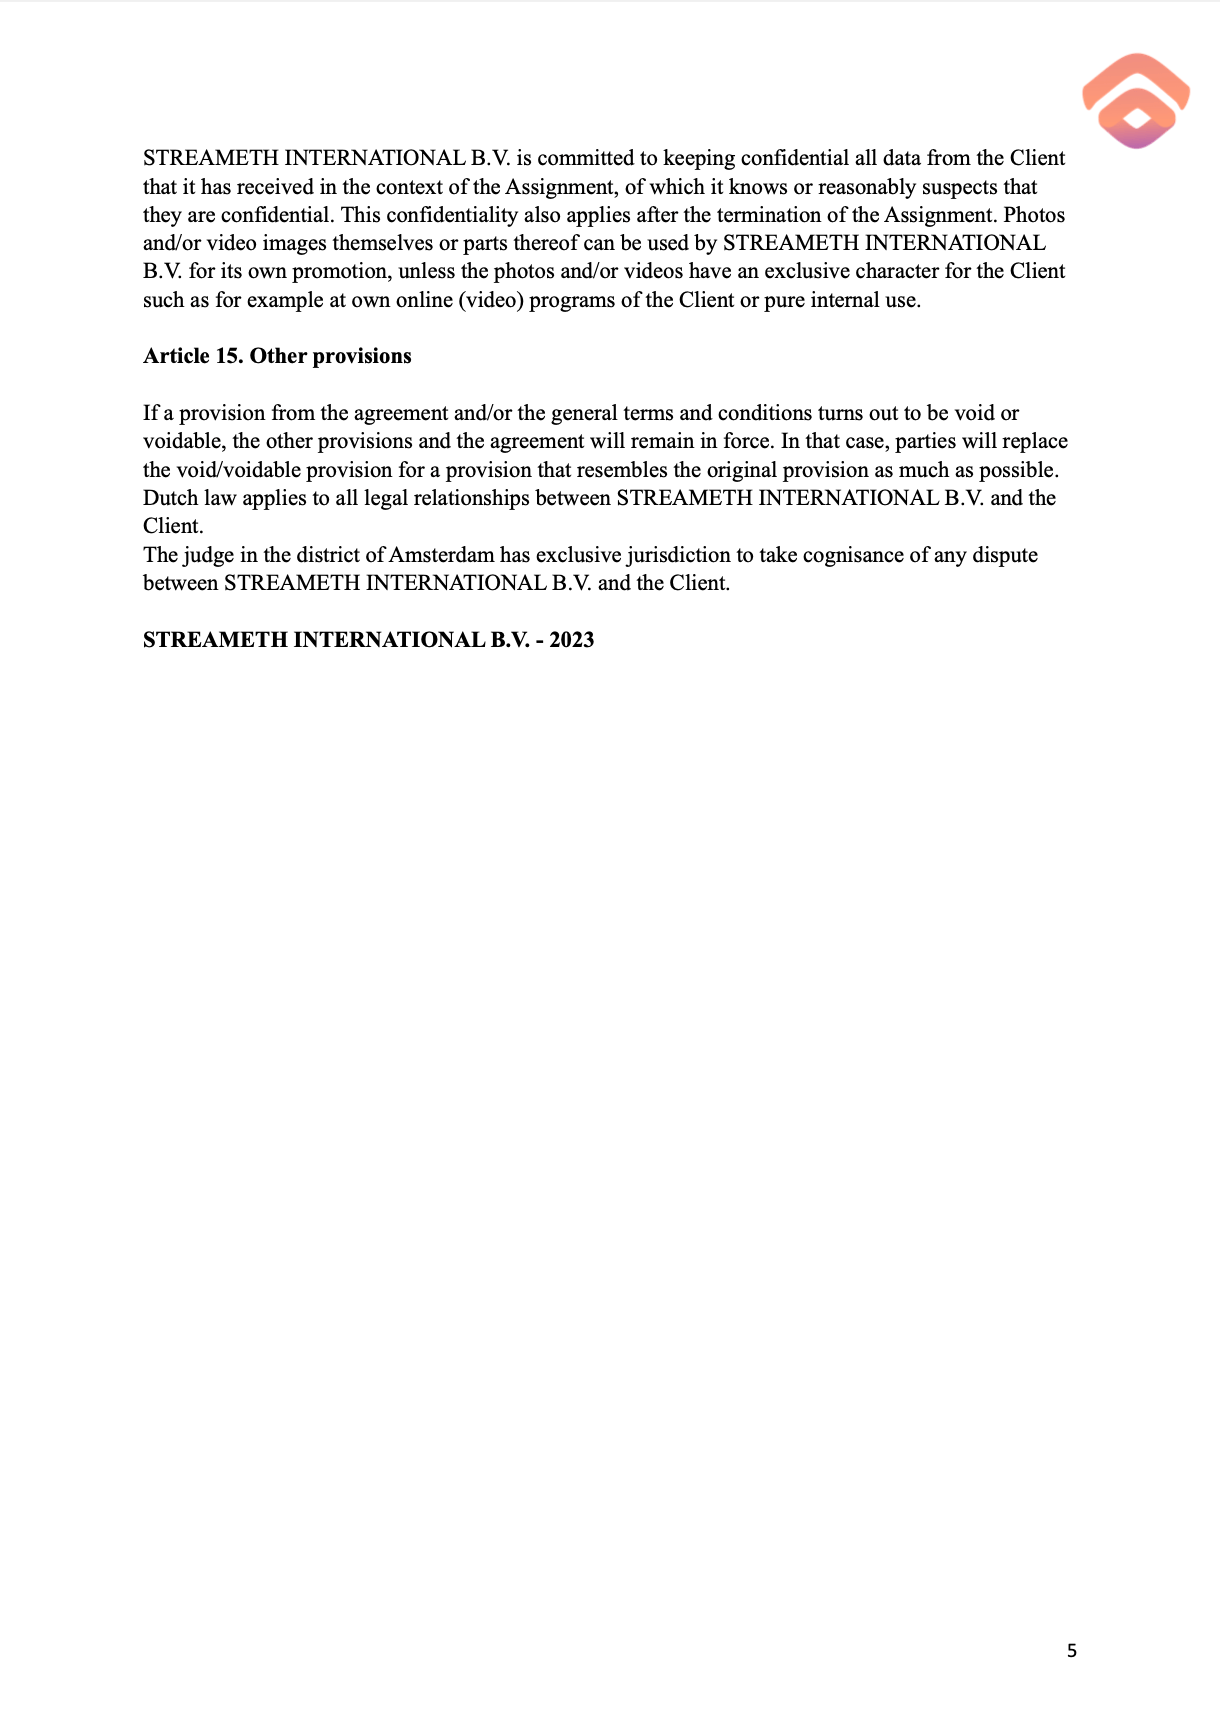 STREAMETH INTERNATIONAL B.V. is committed to keeping confidential all data from the Client
that it has received in the context of the Assignment, of which it knows or reasonably suspects that
they are confidential. This confidentiality also applies after the termination of the Assignment. Photos
and/or video images themselves or parts thereof can be used by STREAMETH INTERNATIONAL
B.V. for its own promotion, unless the photos and/or videos have an exclusive character for the Client
such as for example at own online (video) programs of the Client or pure internal use.
Article 15. Other provisions
If a provision from the agreement and/or the general terms and conditions turns out to be void or
voidable, the other provisions and the agreement will remain in force. In that case, parties will replace
the void/voidable provision for a provision that resembles the original provision as much as possible.
Dutch law applies to all legal relationships between STREAMETH INTERNATIONAL B.V. and the
Client.
The judge in the district of Amsterdam has exclusive jurisdiction to take cognisance of any dispute
between STREAMETH INTERNATIONAL B.V. and the Client.
STREAMETH INTERNATIONAL B.V. - 2023
5